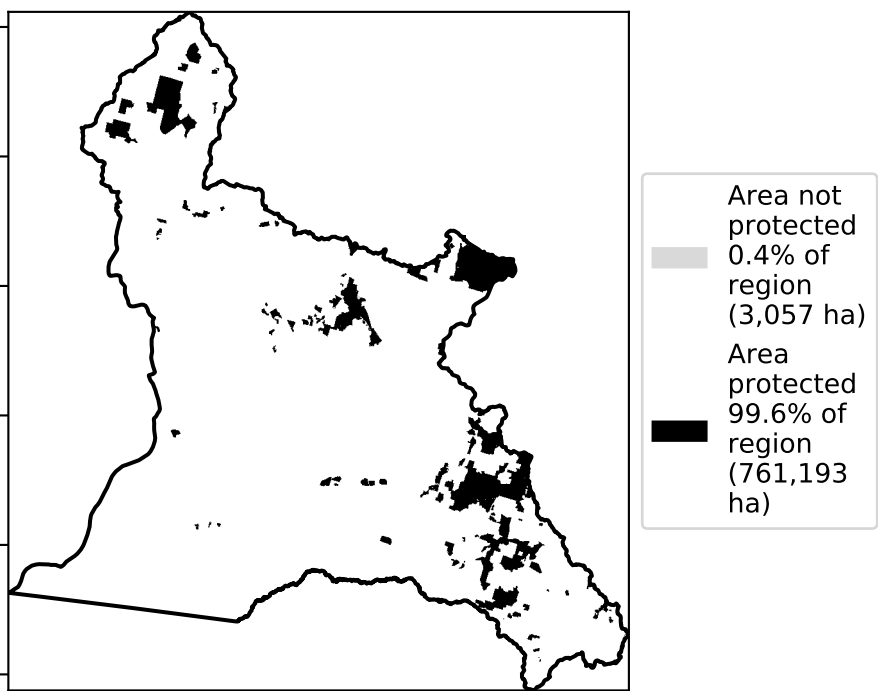 Area not
protected
0.4% of
region
(3,057 ha)
Area
protected
99.6% of
region
(761,193
ha)